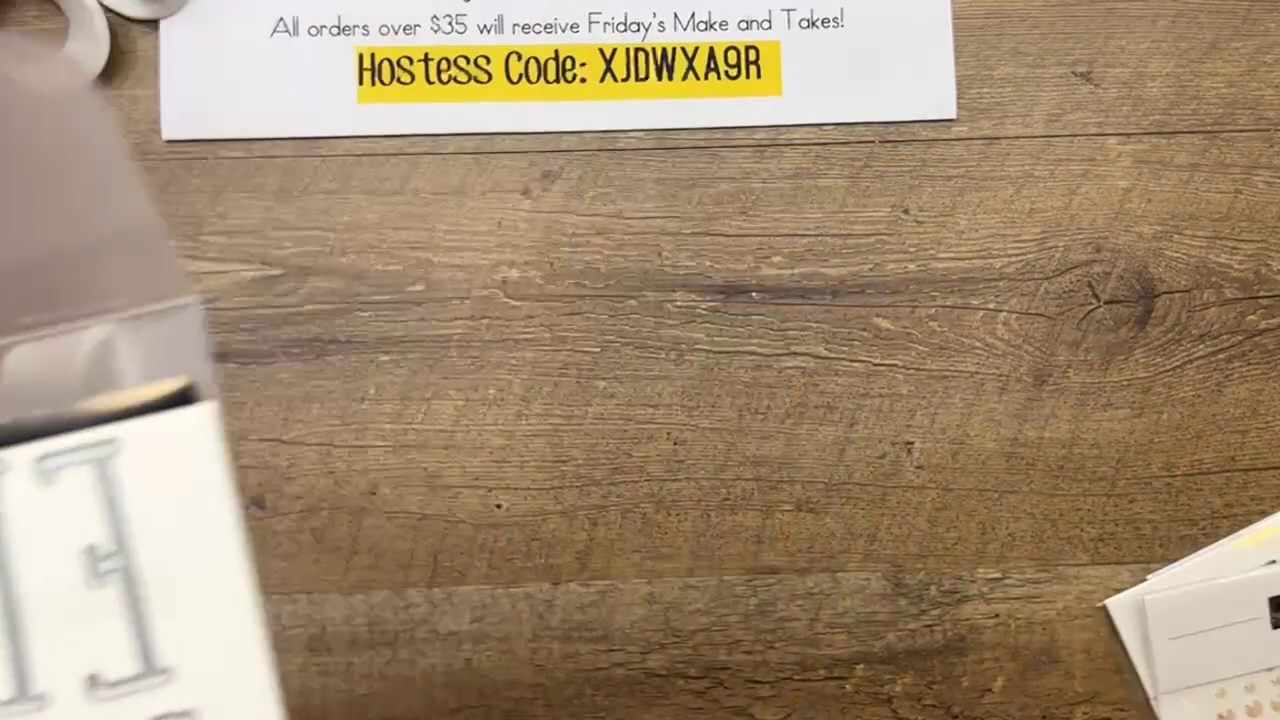 All orders over $35 will receive Friday's Make and Takes!
Hostess Code: XJDWXA9R